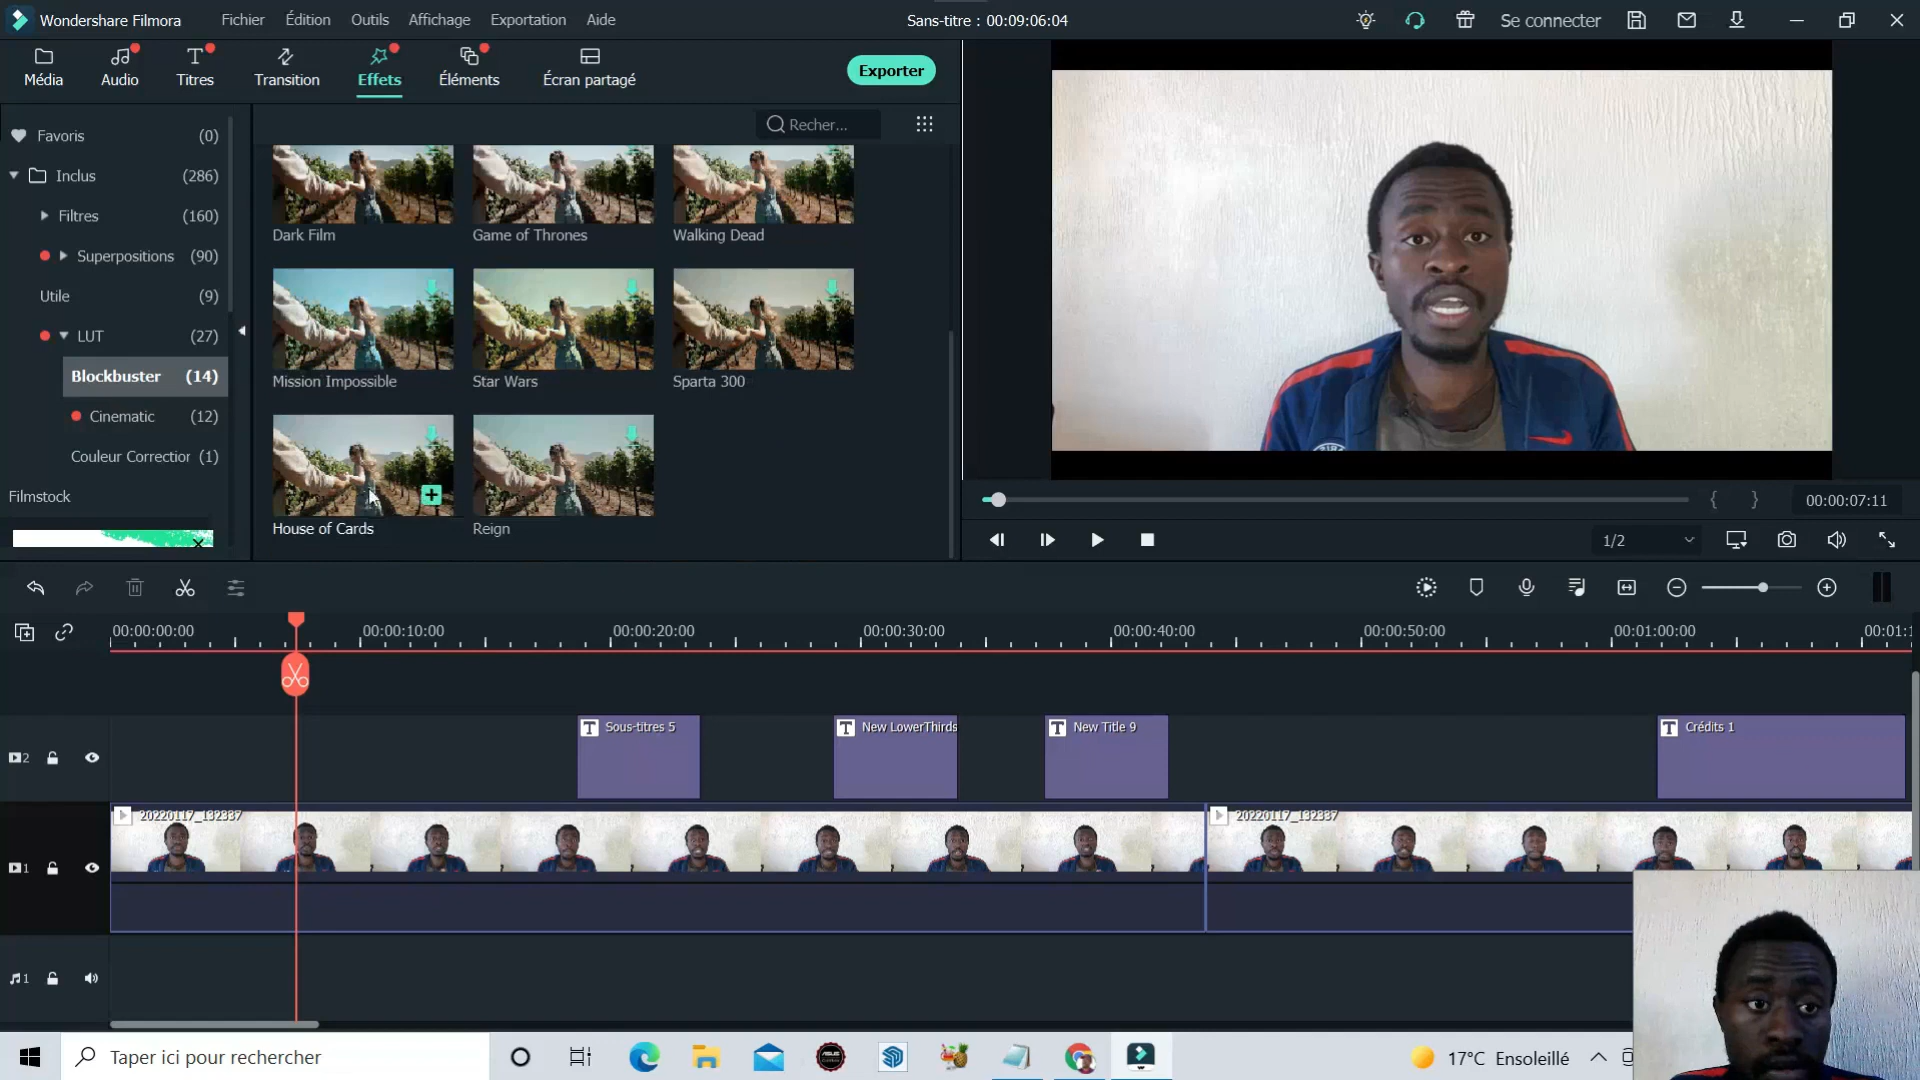 Wondershare Filmora
Fichier
Édition
Outils
Affichage
Exportation
Aide
Sans-titre : 00:09:06:04
Se connecter
Média
Audio
Titres
Transition
Effets
Éléments
Écran partagé
Exporter
Favoris (0)
Inclus (286)
Filtres (160)
Superpositions (90)
Utile (9)
LUT (27)
Blockbuster (14)
Cinematic (12)
Couleur Correction (1)
Filmstock
Recher...
Dark Film
Game of Thrones
Walking Dead
Mission Impossible
Star Wars
Sparta 300
House of Cards
Reign
00:00:07:11
1/2
00:00:00:00
00:00:10:00
00:00:20:00
00:00:30:00
00:00:40:00
00:00:50:00
00:01:00:00
00:01:1
2
Sous-titres 5
New LowerThirds
New Title 9
Crédits 1
1
20220117_132337
20220117_132337
1
Taper ici pour rechercher
17°C Ensoleillé